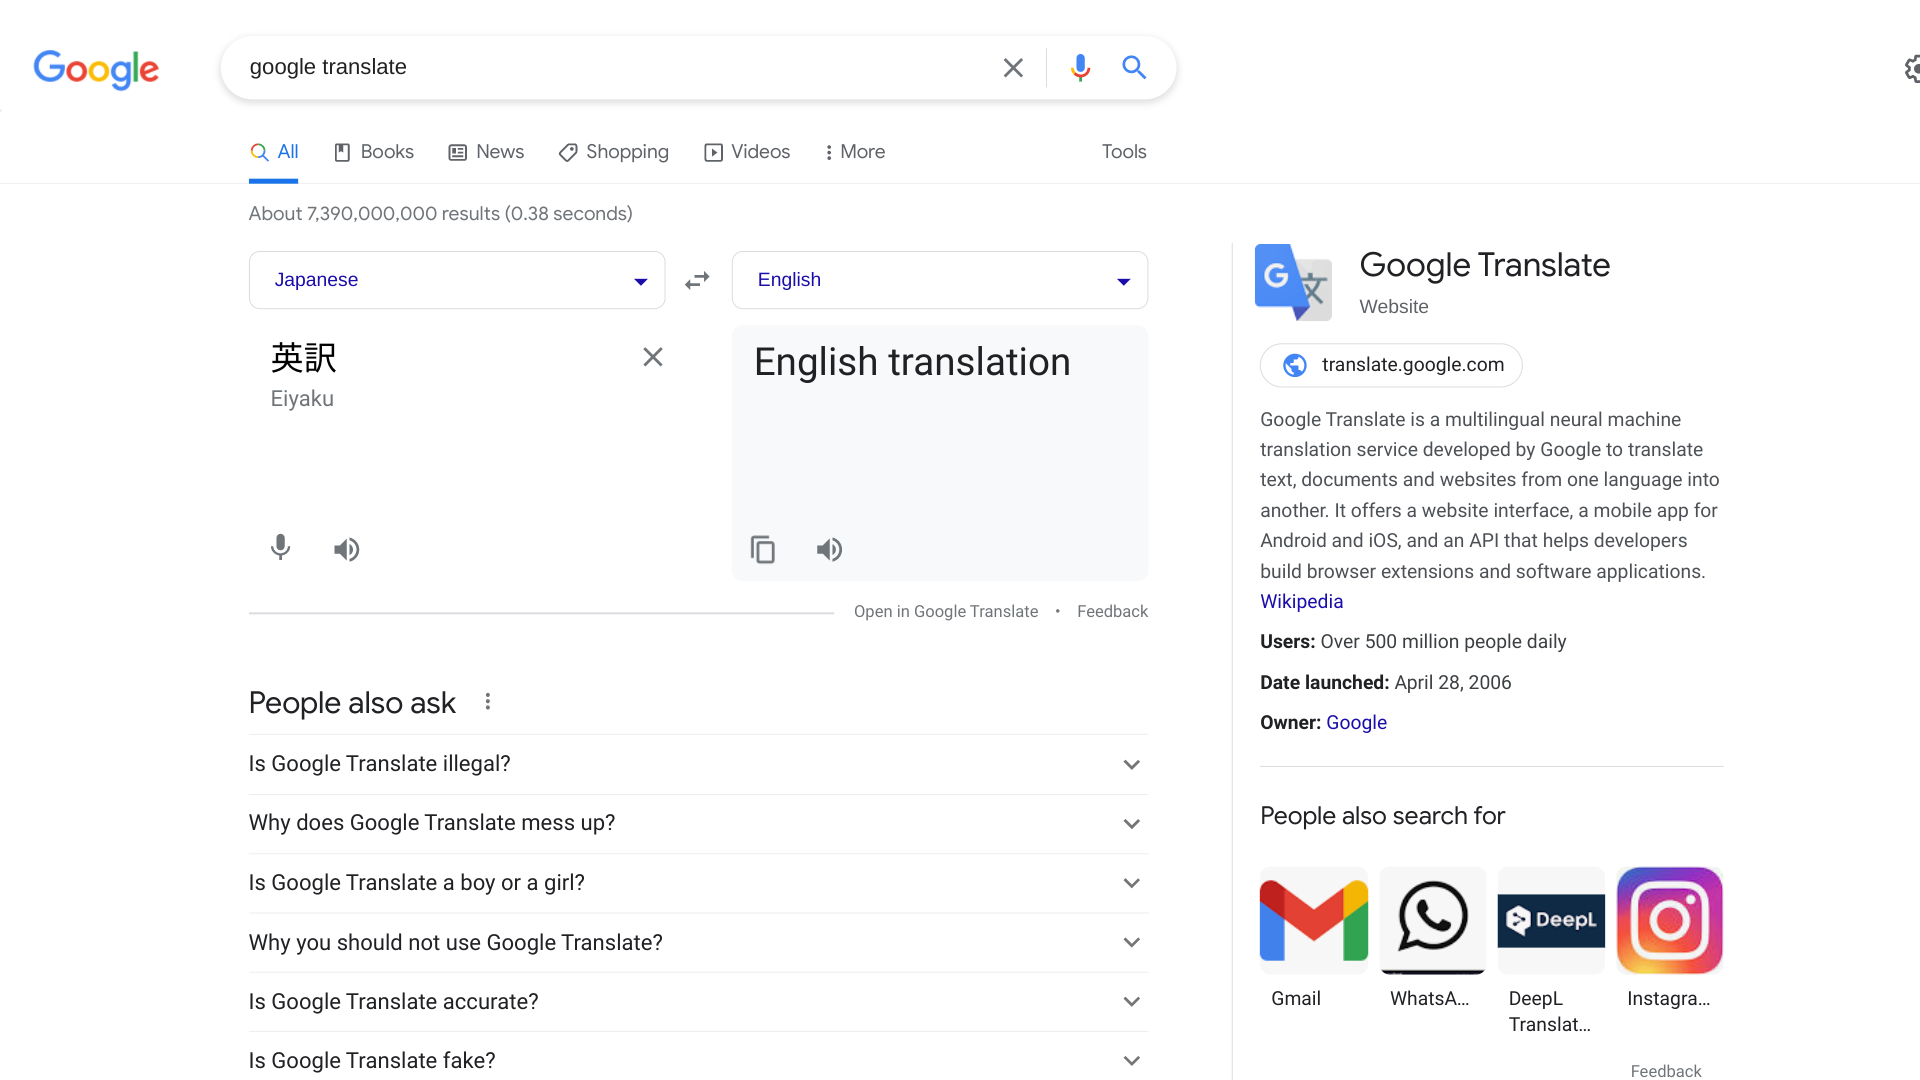 Google
google translate
All
Books
News
Shopping
Videos
More
Tools
About 7,390,000,000 results (0.38 seconds)
Japanese
English
英訳
Eiyaku
English translation
Open in Google Translate • Feedback
People also ask
Is Google Translate illegal?
Why does Google Translate mess up?
Is Google Translate a boy or a girl?
Why you should not use Google Translate?
Is Google Translate accurate?
Is Google Translate fake?
G
文
Google Translate
Website
translate.google.com
Google Translate is a multilingual neural machine
translation service developed by Google to translate
text, documents and websites from one language into
another. It offers a website interface, a mobile app for
Android and iOS, and an API that helps developers
build browser extensions and software applications.
Wikipedia
Users: Over 500 million people daily
Date launched: April 28, 2006
Owner: Google
People also search for
DeepL
Gmail
WhatsA...
DeepL
Translat...
Instagra...
Feedback